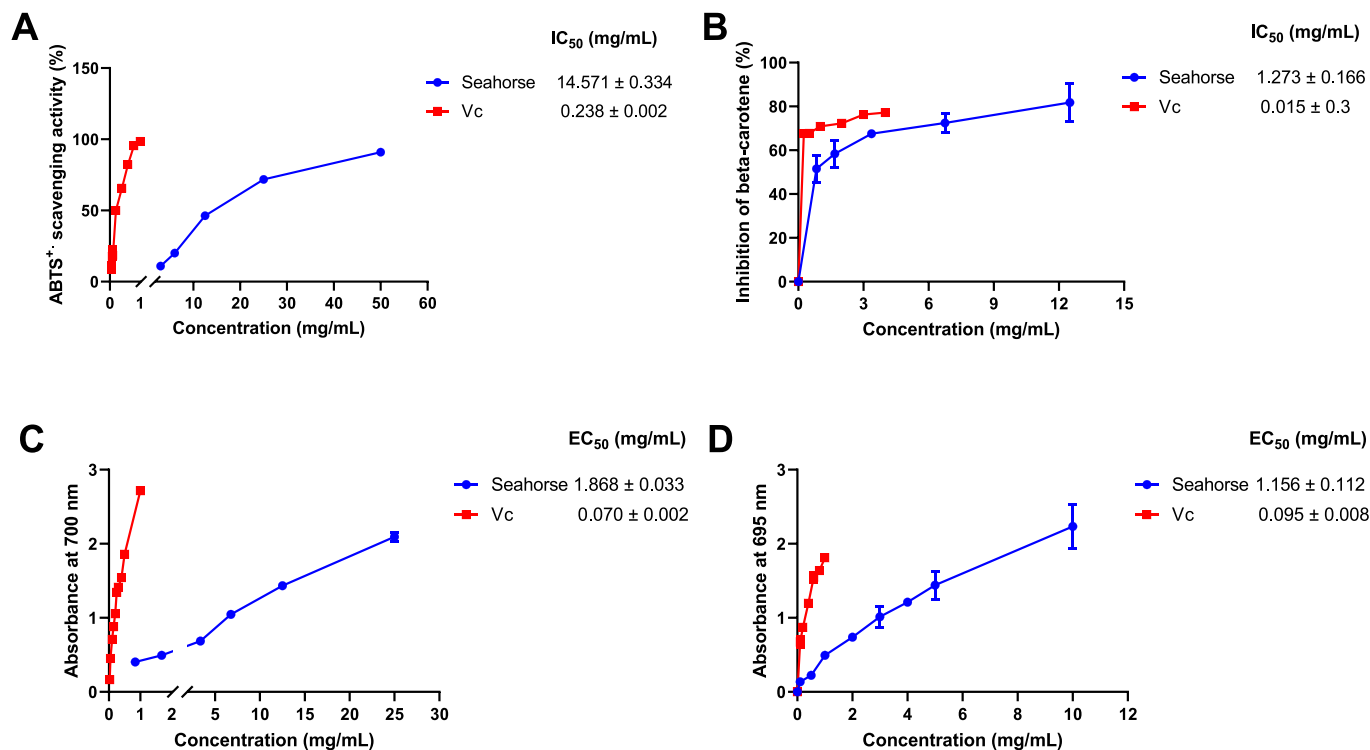 A
IC50 (mg/mL)
Seahorse 14.571 ± 0.334
Vc 0.238 ± 0.002
ABTS+· scavenging activity (%)
150
100
50
0
0 1 10 20 30 40 50 60
Concentration (mg/mL)
B
IC50 (mg/mL)
Seahorse 1.273 ± 0.166
Vc 0.015 ± 0.3
Inhibition of beta-carotene (%)
100
80
60
40
20
0
0 3 6 9 12 15
Concentration (mg/mL)
C
EC50 (mg/mL)
Seahorse 1.868 ± 0.033
Vc 0.070 ± 0.002
Absorbance at 700 nm
3
2
1
0
0 1 2 5 10 15 20 25 30
Concentration (mg/mL)
D
EC50 (mg/mL)
Seahorse 1.156 ± 0.112
Vc 0.095 ± 0.008
Absorbance at 695 nm
3
2
1
0
0 2 4 6 8 10 12
Concentration (mg/mL)